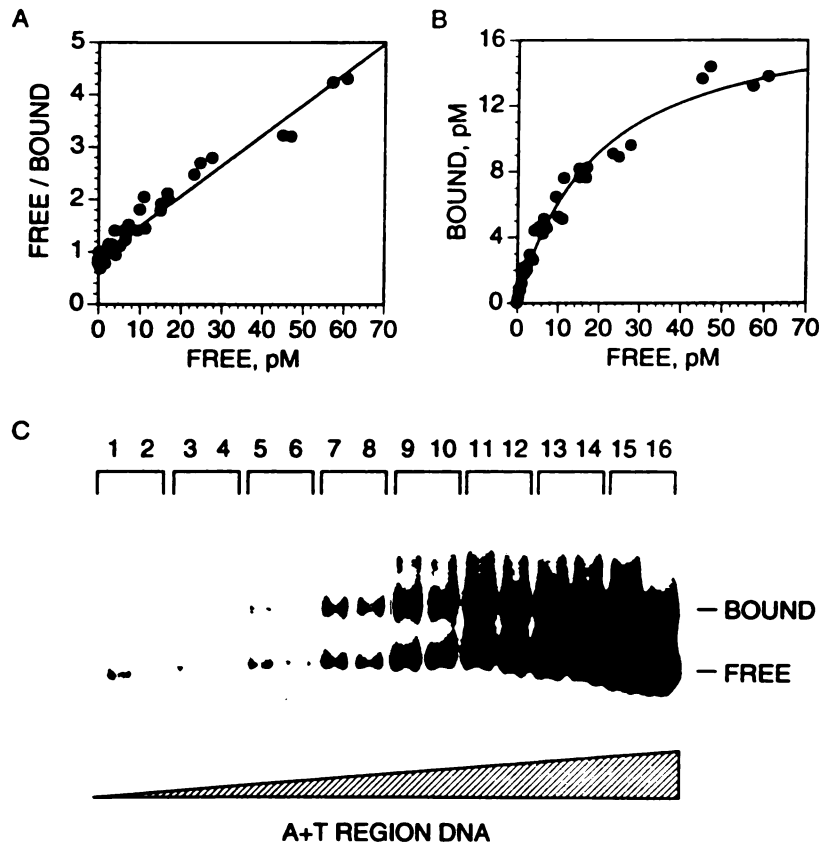 A
5
4
3
2
1
0
FREE / BOUND
0 10 20 30 40 50 60 70
FREE, pM
B
16
12
8
4
0
BOUND, pM
0 10 20 30 40 50 60 70
FREE, pM
C
1 2 3 4 5 6 7 8 9 10 11 12 13 14 15 16
BOUND
FREE
A+T REGION DNA